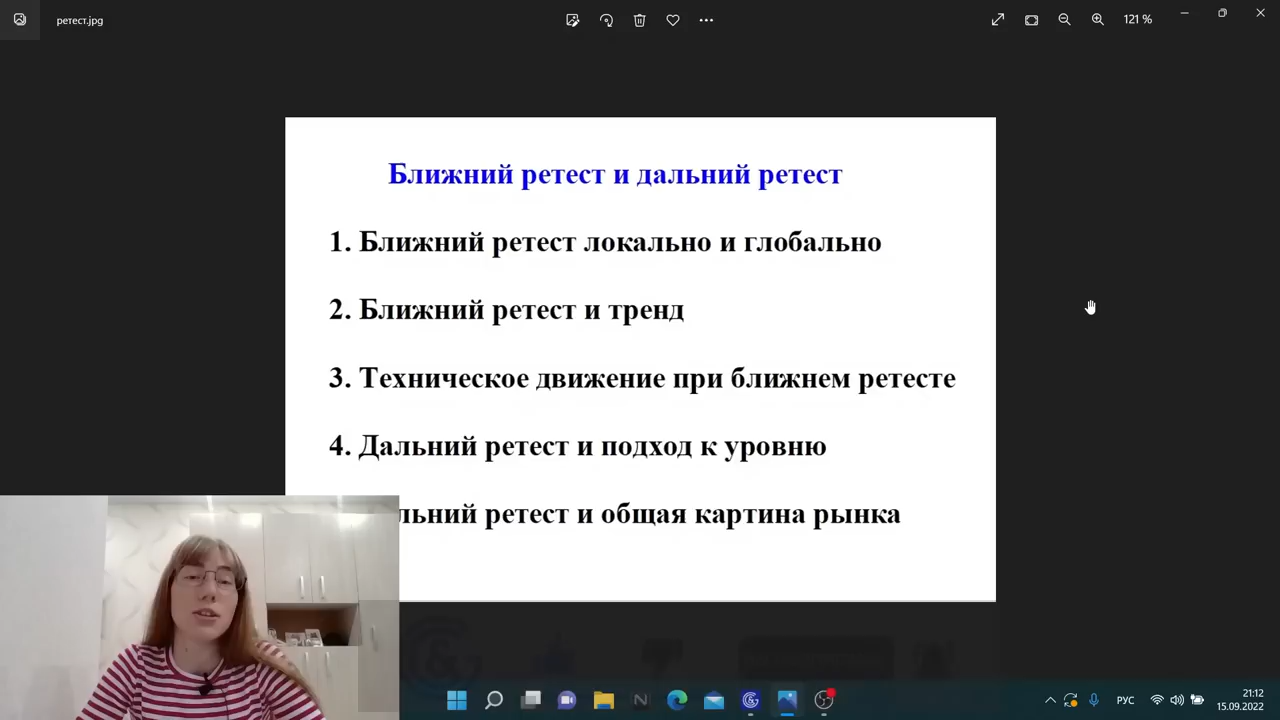 ретест.jpg
121 %
Ближний ретест и дальний ретест
1. Ближний ретест локально и глобально
2. Ближний ретест и тренд
3. Техническое движение при ближнем ретесте
4. Дальний ретест и подход к уровню
льний ретест и общая картина рынка
РУС
21:12
15.09.2022